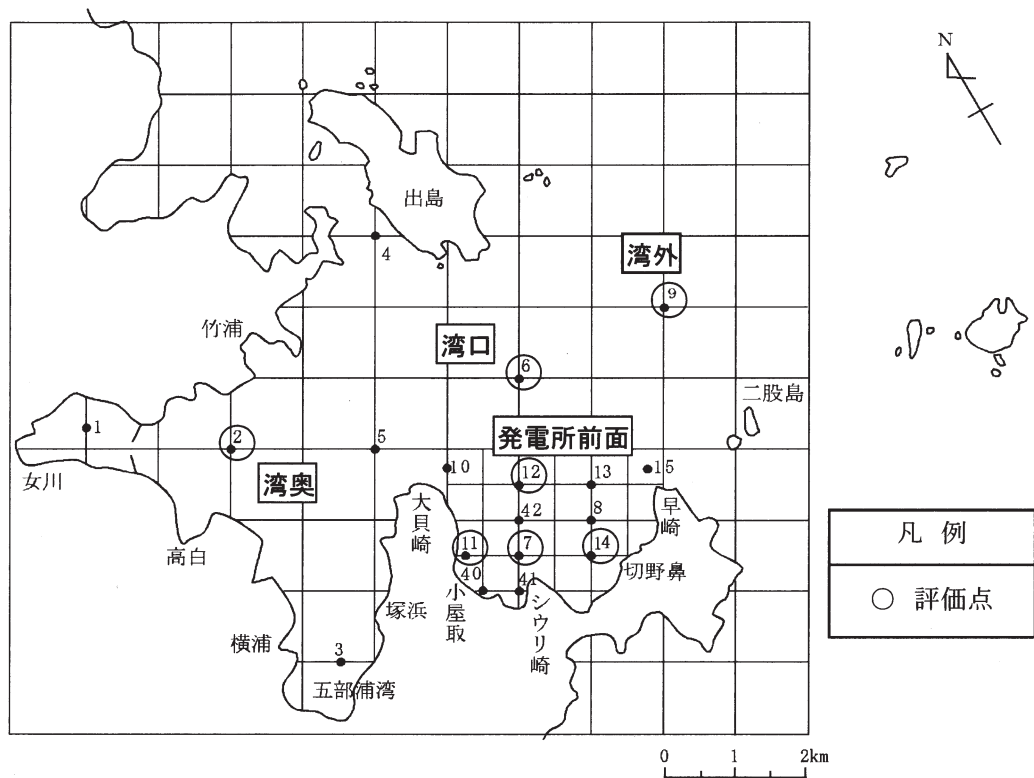 N
出島
4
湾外
9
竹浦
湾口
6
二股島
発電所前面
1
2
5
10
12
13
15
女川
湾奥
大貝崎
42
8
早崎
高白
11
7
14
切野鼻
40
41
塚浜
小屋取
シウリ崎
横浦
3
五部浦湾
凡例
○ 評価点
0 1 2km